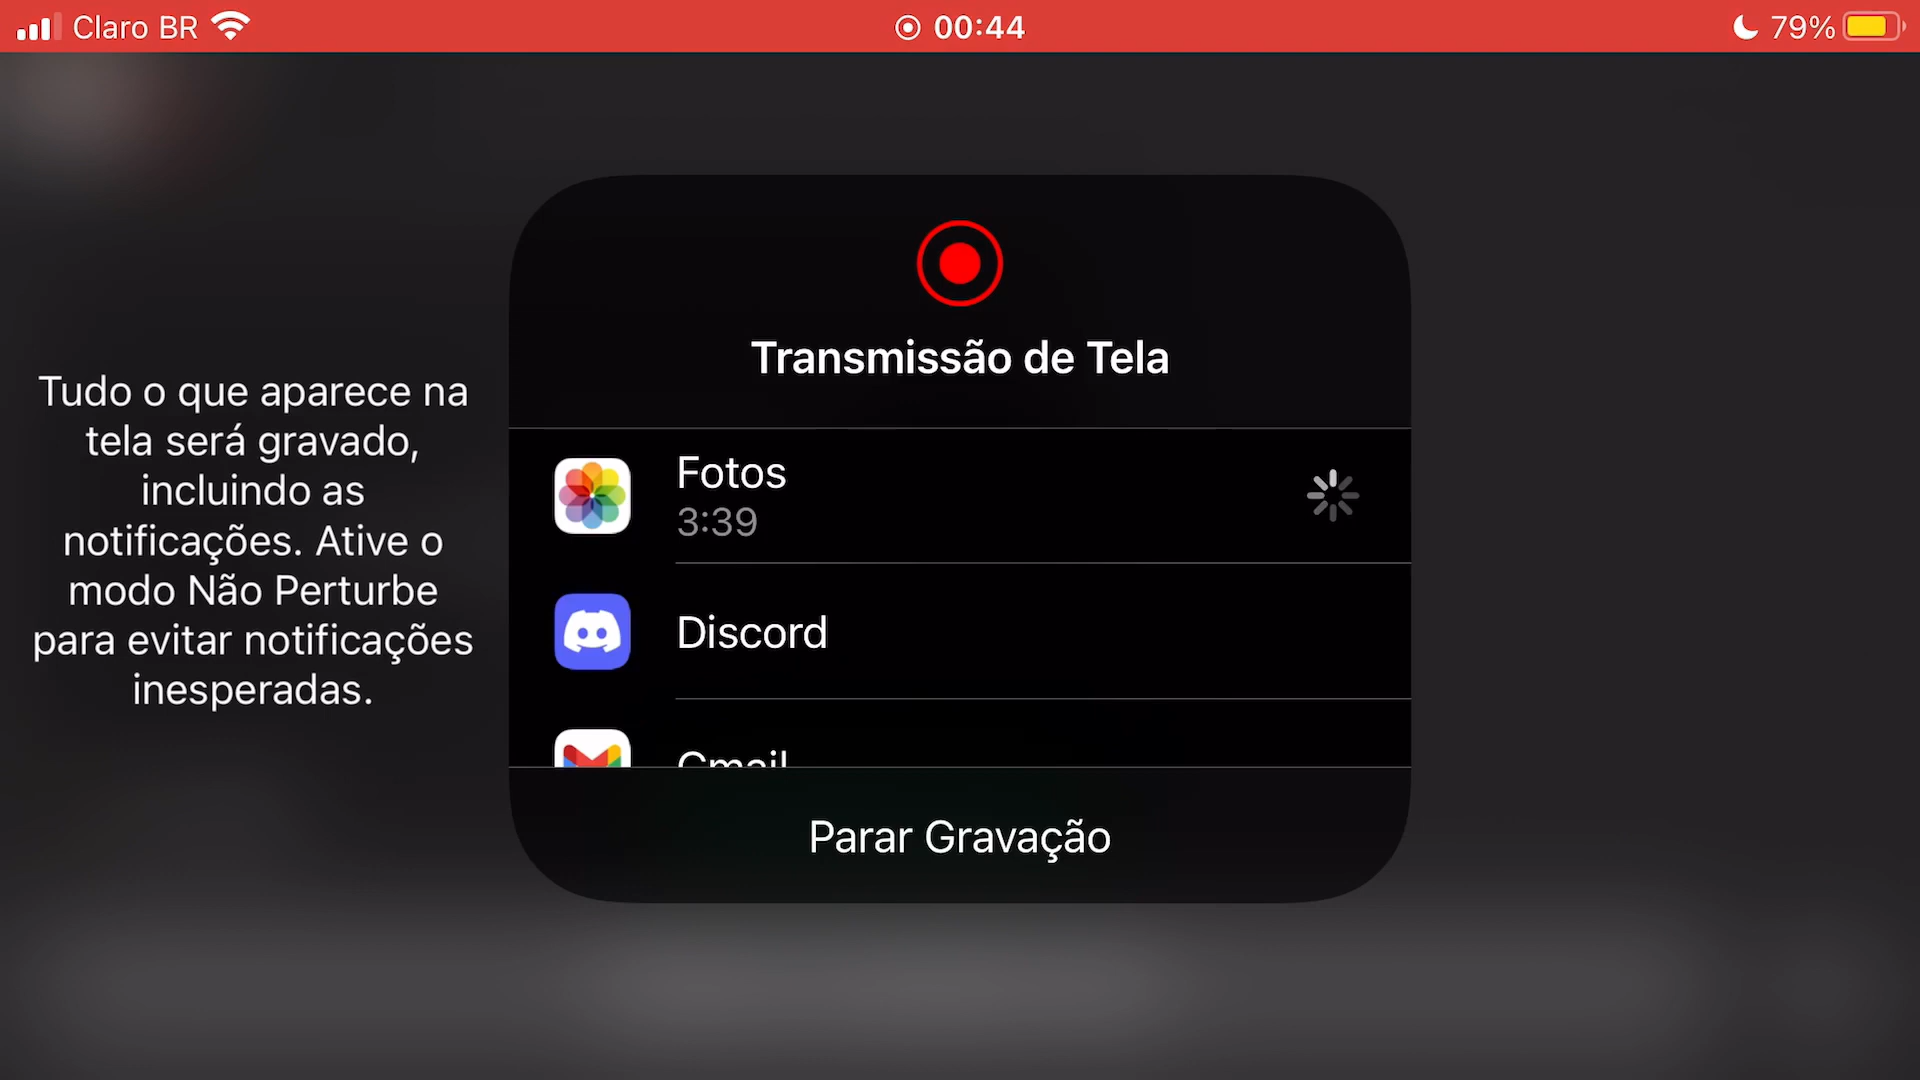 Claro BR
00:44
79%
Transmissão de Tela
Tudo o que aparece na
tela será gravado,
incluindo as
notificações. Ative o
modo Não Perturbe
para evitar notificações
inesperadas.
Fotos
3:39
Discord
Gmail
Parar Gravação